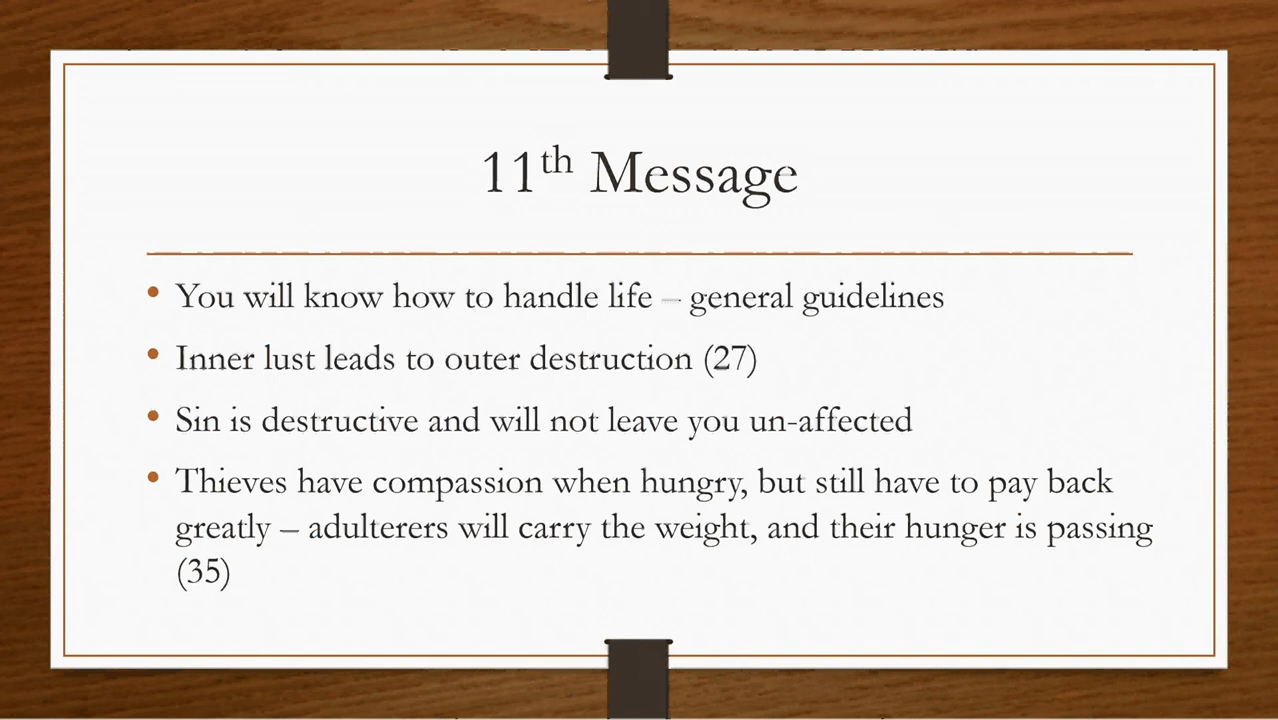 11th Message
• You will know how to handle life – general guidelines
• Inner lust leads to outer destruction (27)
• Sin is destructive and will not leave you un-affected
• Thieves have compassion when hungry, but still have to pay back
greatly – adulterers will carry the weight, and their hunger is passing
(35)